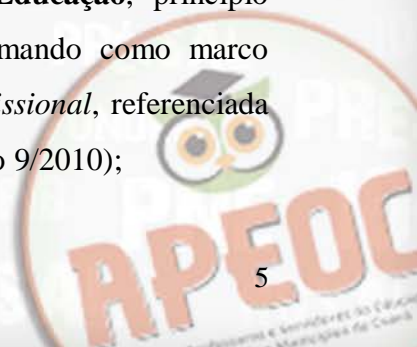 Educação, princípio
mando como marco
issional, referenciada
o 9/2010);
5
APEOC